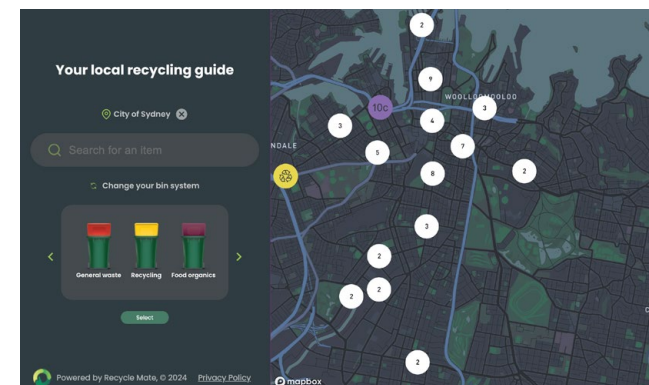 Your local recycling guide
City of Sydney
Search for an item
Change your bin system
General waste Recycling Food organics
Select
Powered by Recycle Mate, © 2024 Privacy Policy
2
9
WOOLLOOMOOLOO
10c
3
3
4
NDALE
5
7
8
2
3
2
2
2
2
mapbox